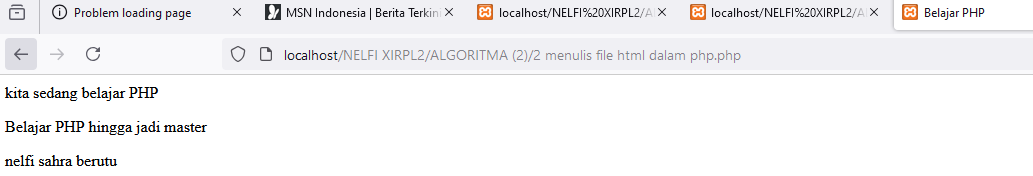 Problem loading page
MSN Indonesia | Berita Terkini
localhost/NELFI%20XIRPL2/A
localhost/NELFI%20XIRPL2/A
Belajar PHP
localhost/NELFI XIRPL2/ALGORITMA (2)/2 menulis file html dalam php.php
kita sedang belajar PHP
Belajar PHP hingga jadi master
nelfi sahra berutu